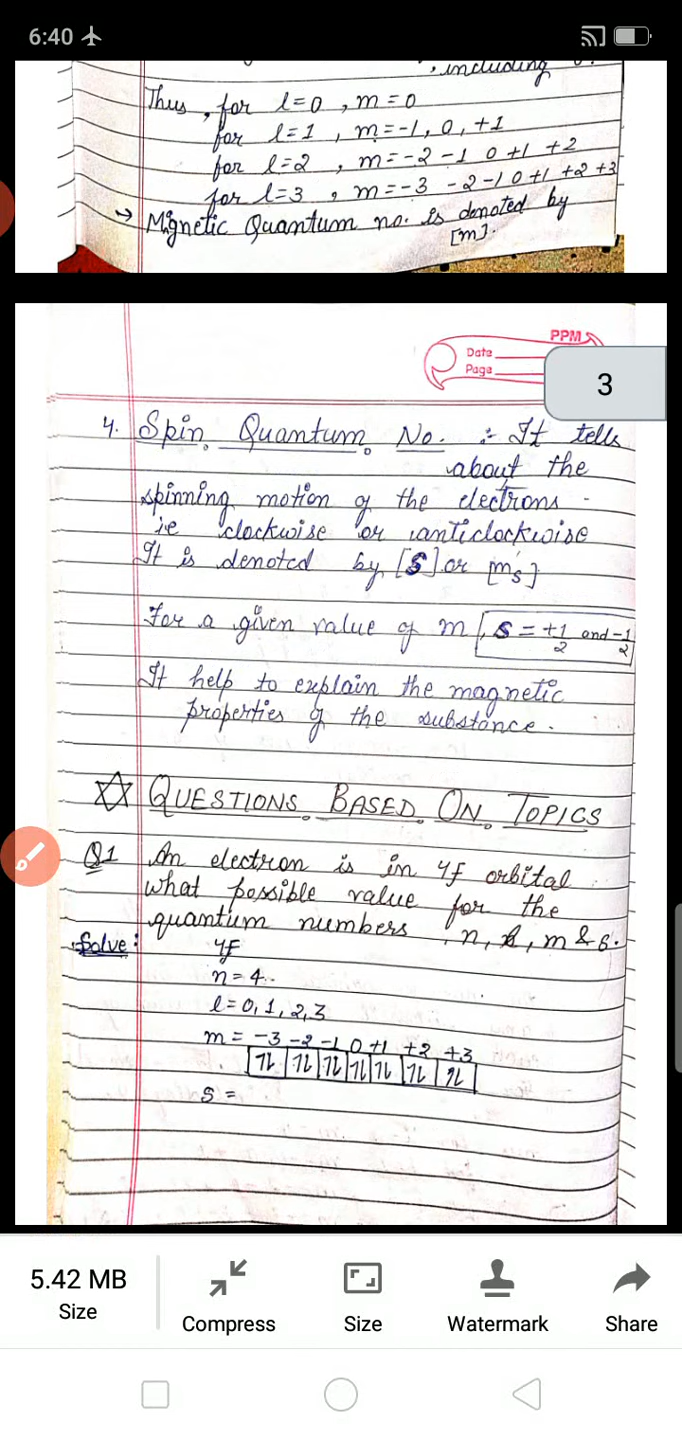 6:40
, including
Thus, for l=0, m=0
for l=1, m=-1, 0, +1
for l=2, m=-2 -1 0 +1 +2
for l=3, m=-3 -2 -1 0 +1 +2 +3
→ Mignetic Quantum no. is denoted by
[m].
PPM
Date
Page
3
4. Spin Quantum No. :- It tells
about the
spinning motion of the electrons -
ie clockwise or anticlockwise
It is denoted by [S] or [ms]
For a given value of m, s = +1/2 and -1/2
It help to explain the magnetic
properties of the substance.
QUESTIONS BASED ON TOPICS
Q1 An electron is in 4f orbital
what possible value for the
quantum numbers, n, l, m & s.
Solve: 4f
n = 4
l = 0, 1, 2, 3
m = -3 -2 -1 0 +1 +2 +3
s =
5.42 MB
Size
Compress
Size
Watermark
Share